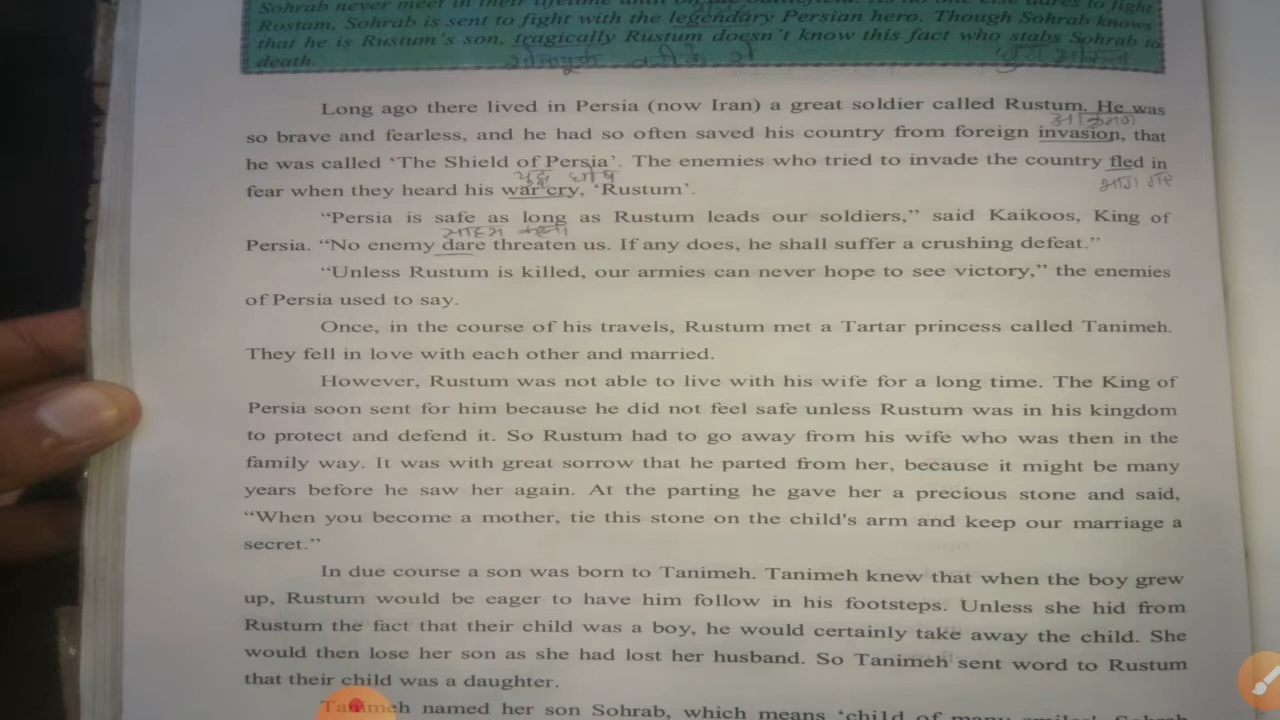 Sohrab never meet in their lifetime until on the battlefield. As no one else dares to fight
Rostam, Sohrab is sent to fight with the legendary Persian hero. Though Sohrab knows
that he is Rustum's son, tragically Rustum doesn't know this fact who stabs Sohrab to
death.
Long ago there lived in Persia (now Iran) a great soldier called Rustum. He was
आक्रमण
so brave and fearless, and he had so often saved his country from foreign invasion, that
he was called ‘The Shield of Persia’. The enemies who tried to invade the country fled in
युद्ध घोष
भाग गए
fear when they heard his war cry, ‘Rustum’.
“Persia is safe as long as Rustum leads our soldiers,” said Kaikoos, King of
साहस करना
Persia. “No enemy dare threaten us. If any does, he shall suffer a crushing defeat.”
“Unless Rustum is killed, our armies can never hope to see victory,” the enemies
of Persia used to say.
Once, in the course of his travels, Rustum met a Tartar princess called Tanimeh.
They fell in love with each other and married.
However, Rustum was not able to live with his wife for a long time. The King of
Persia soon sent for him because he did not feel safe unless Rustum was in his kingdom
to protect and defend it. So Rustum had to go away from his wife who was then in the
family way. It was with great sorrow that he parted from her, because it might be many
years before he saw her again. At the parting he gave her a precious stone and said,
“When you become a mother, tie this stone on the child's arm and keep our marriage a
secret.”
In due course a son was born to Tanimeh. Tanimeh knew that when the boy grew
up, Rustum would be eager to have him follow in his footsteps. Unless she hid from
Rustum the fact that their child was a boy, he would certainly take away the child. She
would then lose her son as she had lost her husband. So Tanimeh sent word to Rustum
that their child was a daughter.
Tanimeh named her son Sohrab, which means ‘child of many smiles’. Sohrab